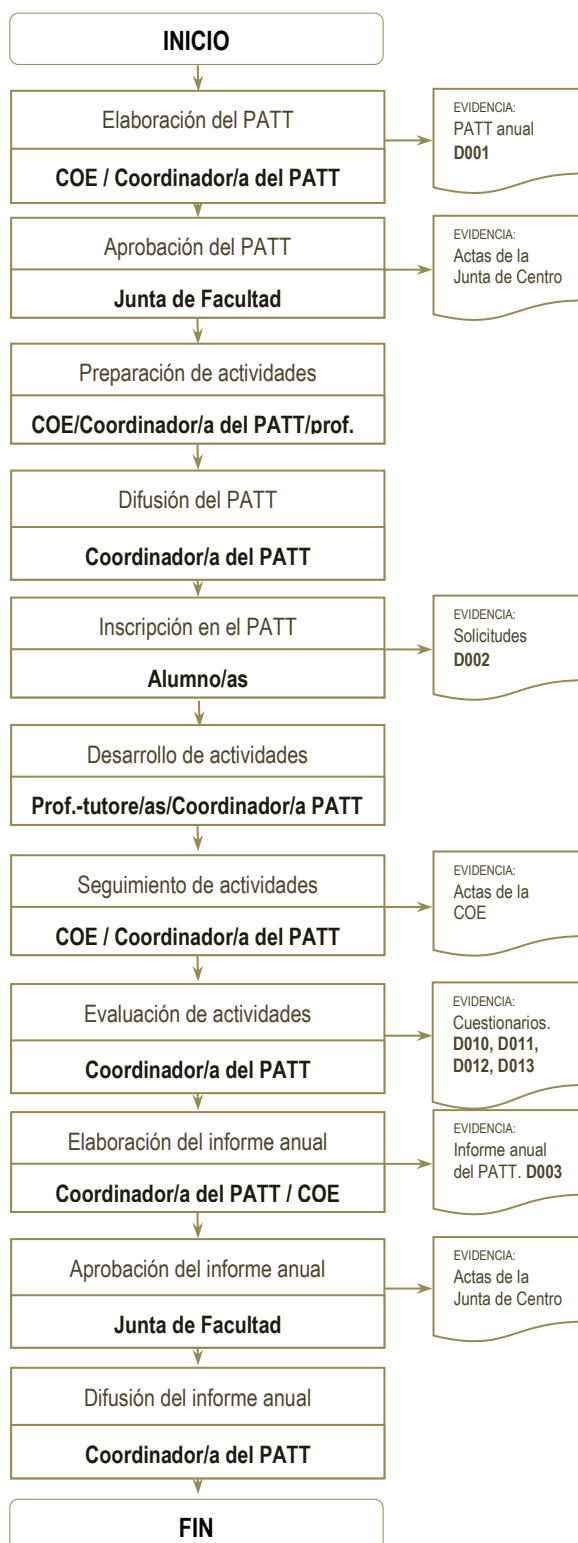 INICIO
Elaboración del PATT
COE / Coordinador/a del PATT
EVIDENCIA:
PATT anual
D001
Aprobación del PATT
Junta de Facultad
EVIDENCIA:
Actas de la
Junta de Centro
Preparación de actividades
COE/Coordinador/a del PATT/prof.
Difusión del PATT
Coordinador/a del PATT
Inscripción en el PATT
Alumno/as
EVIDENCIA:
Solicitudes
D002
Desarrollo de actividades
Prof.-tutore/as/Coordinador/a PATT
Seguimiento de actividades
COE / Coordinador/a del PATT
EVIDENCIA:
Actas de la
COE
Evaluación de actividades
Coordinador/a del PATT
EVIDENCIA:
Cuestionarios.
D010, D011,
D012, D013
Elaboración del informe anual
Coordinador/a del PATT / COE
EVIDENCIA:
Informe anual
del PATT. D003
Aprobación del informe anual
Junta de Facultad
EVIDENCIA:
Actas de la
Junta de Centro
Difusión del informe anual
Coordinador/a del PATT
FIN